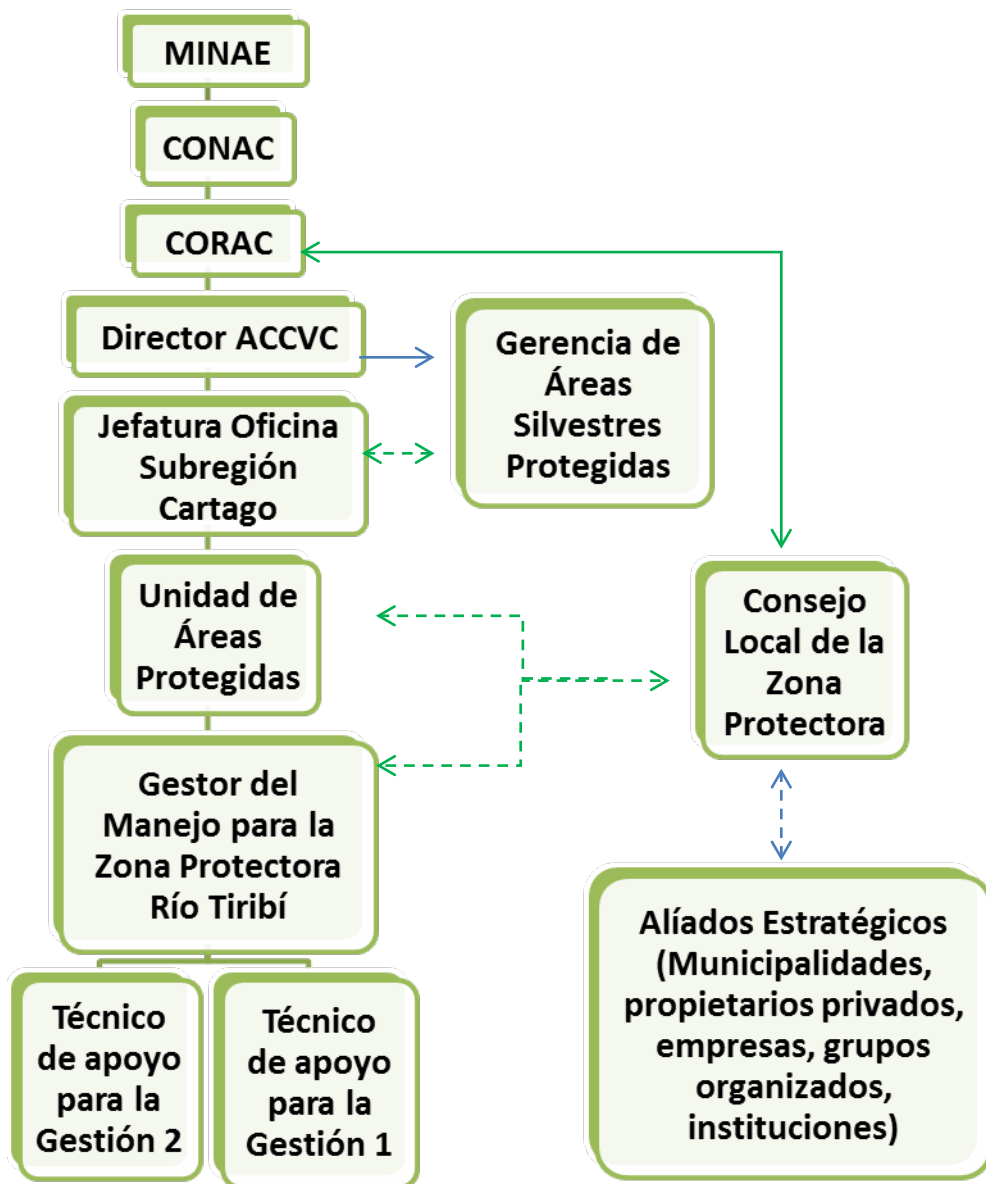 MINAE
CONAC
CORAC
Director ACCVC
Gerencia de
Áreas
Silvestres
Protegidas
Jefatura Oficina
Subregión
Cartago
Unidad de
Áreas
Protegidas
Consejo
Local de la
Zona
Protectora
Gestor del
Manejo para la
Zona Protectora
Río Tiribí
Técnico
de apoyo
para la
Gestión 2
Técnico
de apoyo
para la
Gestión 1
Alíados Estratégicos
(Municipalidades,
propietarios privados,
empresas, grupos
organizados,
instituciones)